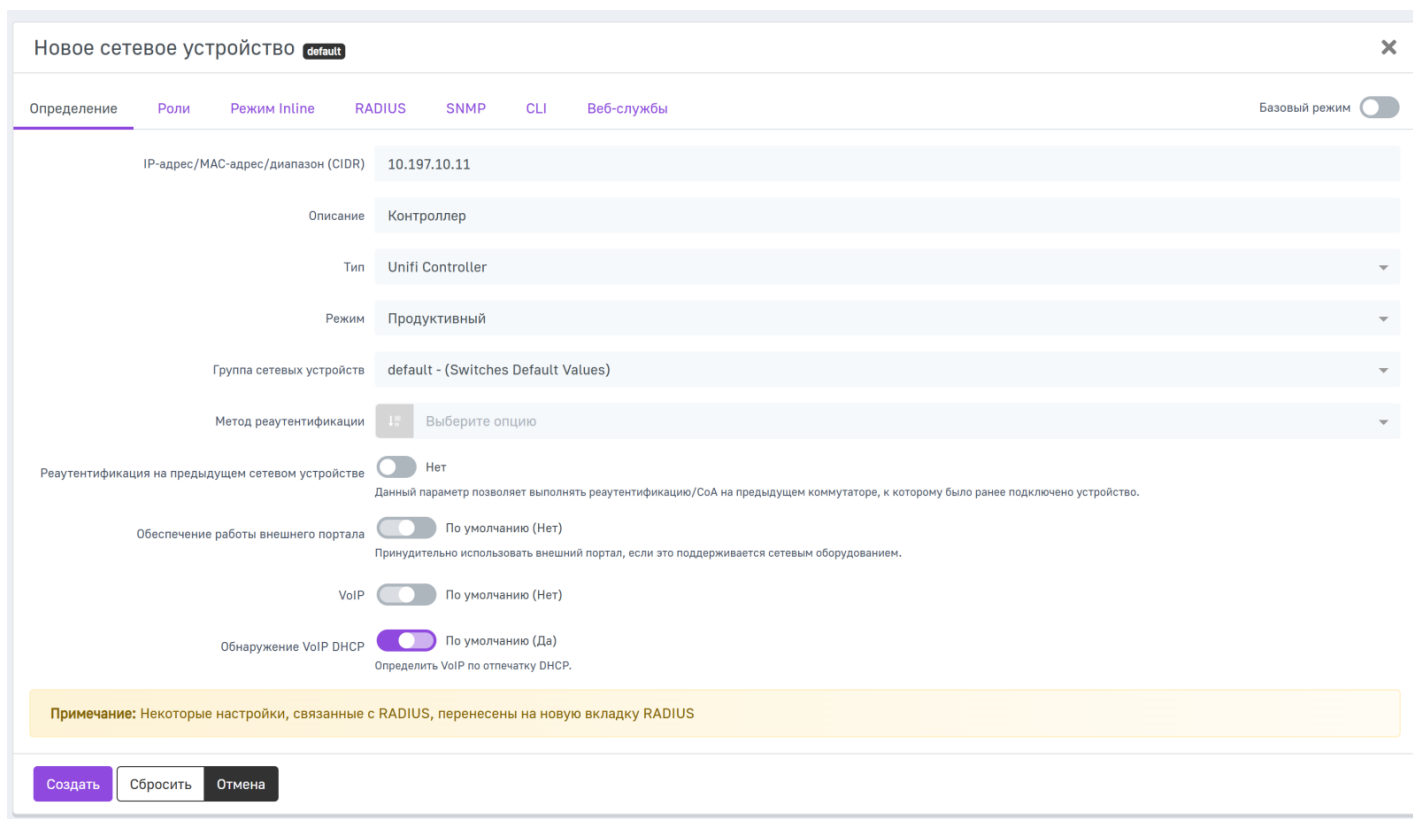 Новое сетевое устройство default
Определение Роли Режим Inline RADIUS SNMP CLI Веб-службы Базовый режим
IP-адрес/MAC-адрес/диапазон (CIDR) 10.197.10.11
Описание Контроллер
Тип Unifi Controller
Режим Продуктивный
Группа сетевых устройств default - (Switches Default Values)
Метод реаутентификации Выберите опцию
Реаутентификация на предыдущем сетевом устройстве Нет
Данный параметр позволяет выполнять реаутентификацию/CoA на предыдущем коммутаторе, к которому было ранее подключено устройство.
Обеспечение работы внешнего портала По умолчанию (Нет)
Принудительно использовать внешний портал, если это поддерживается сетевым оборудованием.
VoIP По умолчанию (Нет)
Обнаружение VoIP DHCP По умолчанию (Да)
Определить VoIP по отпечатку DHCP.
Примечание: Некоторые настройки, связанные с RADIUS, перенесены на новую вкладку RADIUS
Создать Сбросить Отмена